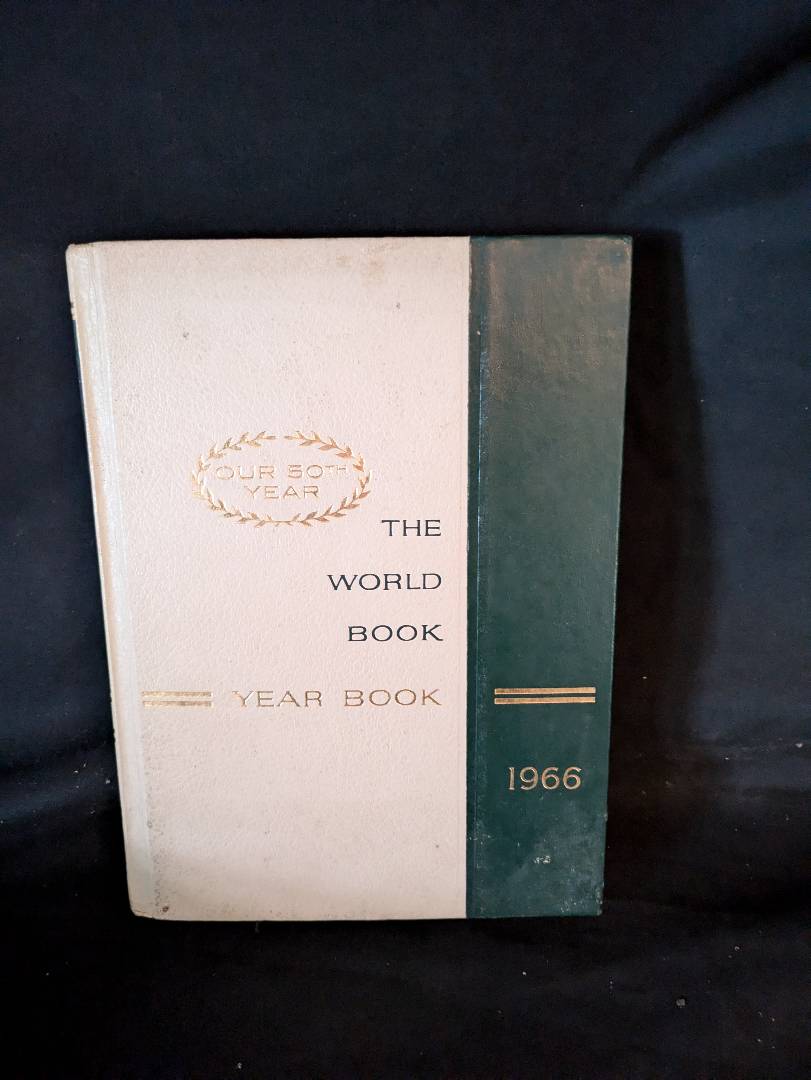 OUR 50TH
YEAR
THE
WORLD
BOOK
YEAR BOOK
1966